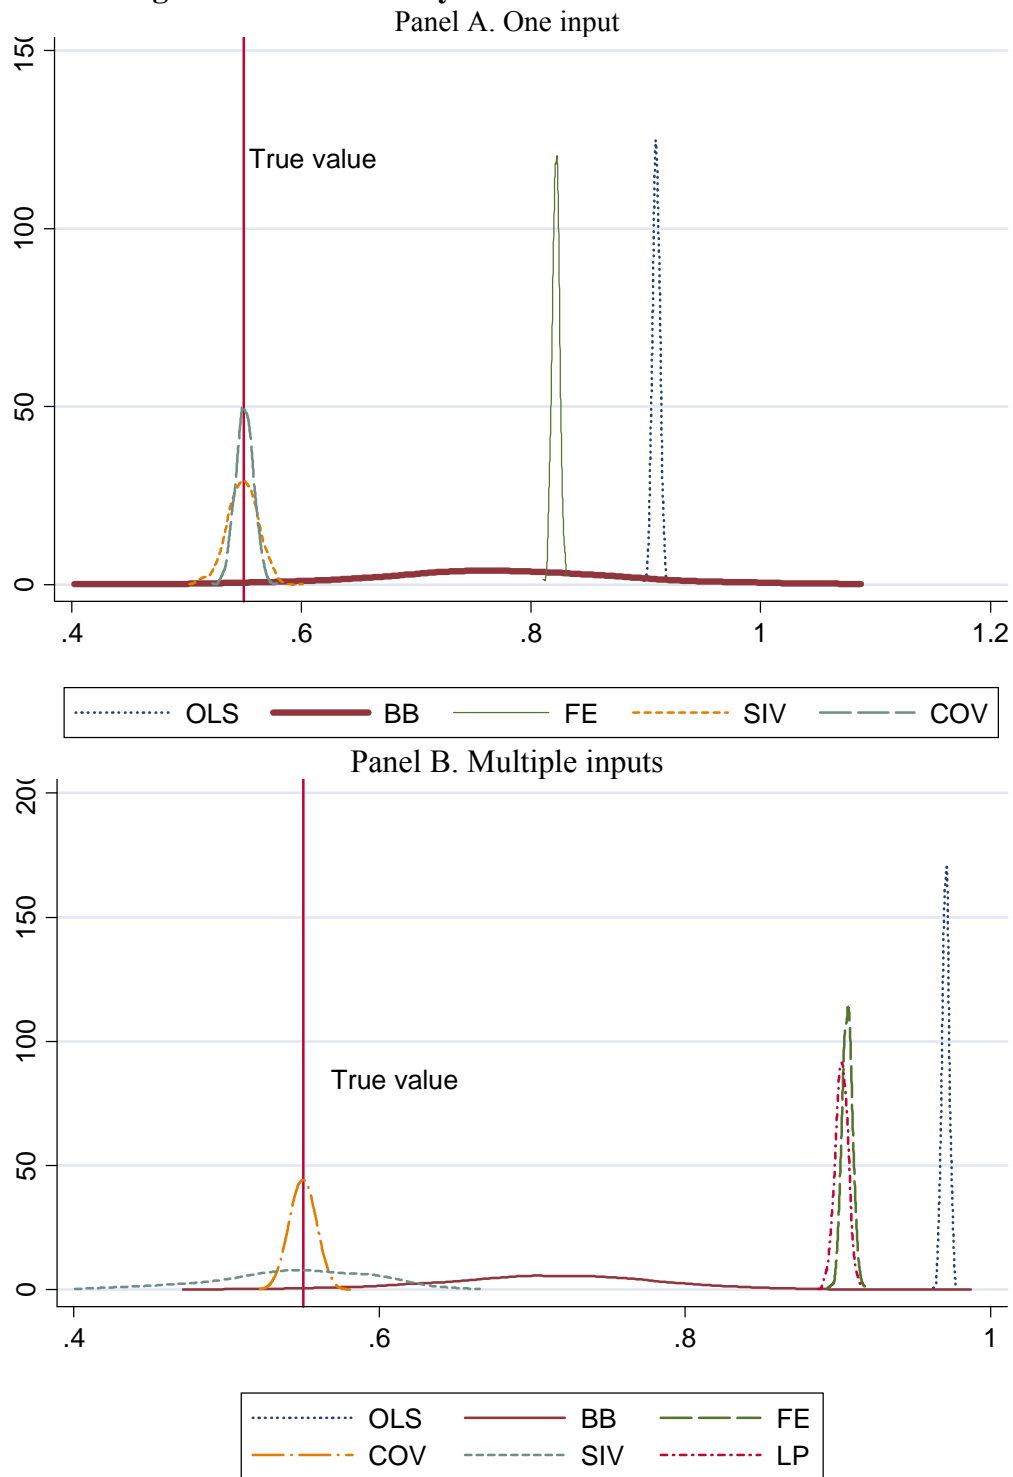 Panel A. One input
150
True value
100
50
0
.4 .6 .8 1 1.2
OLS BB FE SIV COV
Panel B. Multiple inputs
200
150
100
True value
50
0
.4 .6 .8 1
OLS BB FE
COV SIV LP